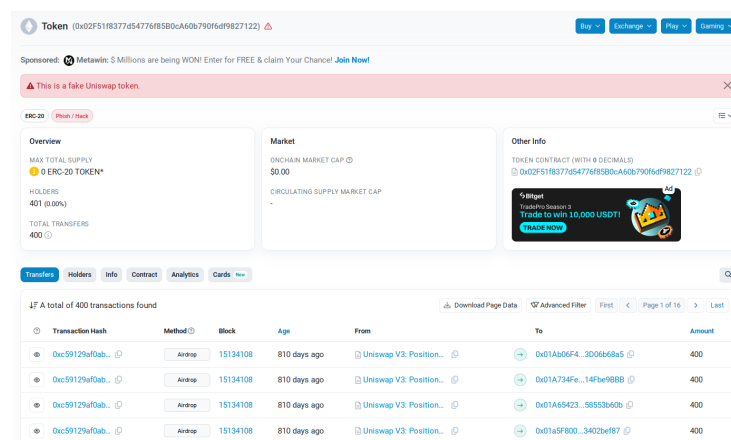 Token (0x02F51f8377d54776f85B0cA60b790f6df9827122)
Buy Exchange Play Gaming
Sponsored: Metawin: $ Millions are being WON! Enter for FREE & claim Your Chance! Join Now!
This is a fake Uniswap token.
ERC-20 Phish / Hack
Overview
MAX TOTAL SUPPLY
0 ERC-20 TOKEN*
HOLDERS
401 (0.00%)
TOTAL TRANSFERS
400
Market
ONCHAIN MARKET CAP
$0.00
CIRCULATING SUPPLY MARKET CAP
-
Other Info
TOKEN CONTRACT (WITH 0 DECIMALS)
0x02F51f8377d54776f85B0cA60b790f6df9827122
Ad
Bitget
TradePro Season 3
Trade to win 10,000 USDT!
TRADE NOW
Transfers Holders Info Contract Analytics Cards New
A total of 400 transactions found
Download Page Data Advanced Filter First Page 1 of 16 Last
Transaction Hash Method Block Age From To Amount
0xc59129af0ab... Airdrop 15134108 810 days ago Uniswap V3: Position... 0x01Ab06F4...3D06b68a5 400
0xc59129af0ab... Airdrop 15134108 810 days ago Uniswap V3: Position... 0x01A734Fe...14Fbe9BBB 400
0xc59129af0ab... Airdrop 15134108 810 days ago Uniswap V3: Position... 0x01A65423...58553b60b 400
0xc59129af0ab... Airdrop 15134108 810 days ago Uniswap V3: Position... 0x01a5F800...3402bef87 400